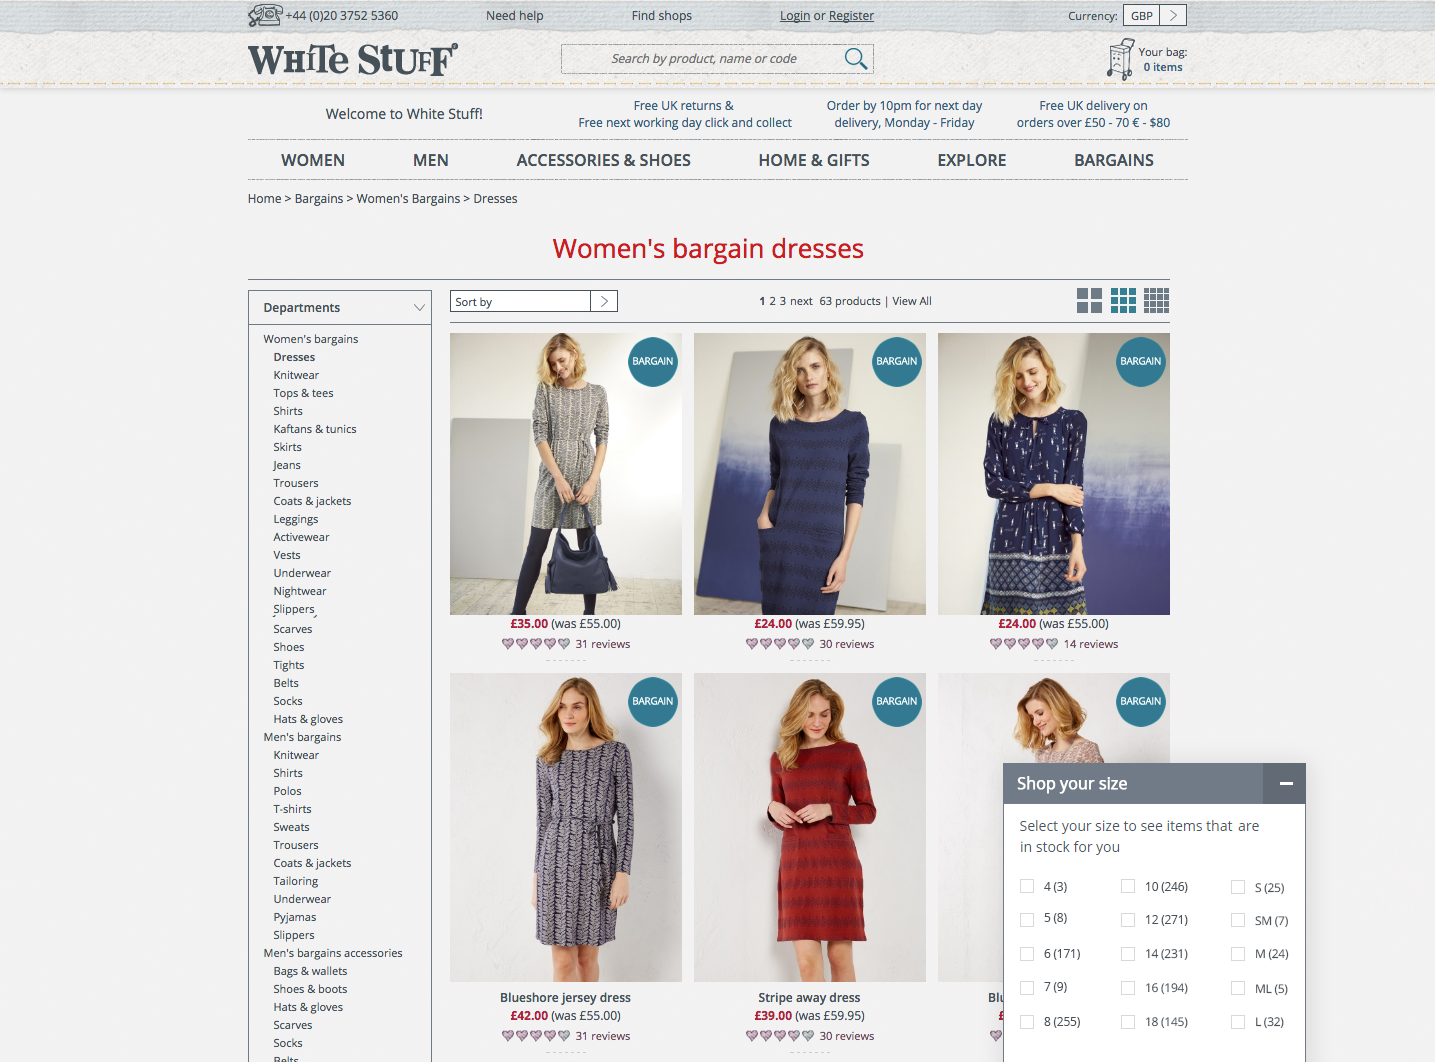 +44 (0)20 3752 5360
Need help
Find shops
Login or Register
Currency:
GBP
WHITE STUFF
Search by product, name or code
Your bag:
0 items
Welcome to White Stuff!
Free UK returns &
Free next working day click and collect
Order by 10pm for next day
delivery, Monday - Friday
Free UK delivery on
orders over £50 - 70 € - $80
WOMEN
MEN
ACCESSORIES & SHOES
HOME & GIFTS
EXPLORE
BARGAINS
Home > Bargains > Women's Bargains > Dresses
Women's bargain dresses
Departments
Women's bargains
Dresses
Knitwear
Tops & tees
Shirts
Kaftans & tunics
Skirts
Jeans
Trousers
Coats & jackets
Leggings
Activewear
Vests
Underwear
Nightwear
Slippers
Scarves
Shoes
Tights
Belts
Socks
Hats & gloves
Men's bargains
Knitwear
Shirts
Polos
T-shirts
Sweats
Trousers
Coats & jackets
Tailoring
Underwear
Pyjamas
Slippers
Men's bargains accessories
Bags & wallets
Shoes & boots
Hats & gloves
Scarves
Socks
Belts
Sort by
1 2 3 next 63 products | View All
BARGAIN
BARGAIN
BARGAIN
£35.00 (was £55.00)
31 reviews
£24.00 (was £59.95)
30 reviews
£24.00 (was £55.00)
14 reviews
BARGAIN
BARGAIN
BARGAIN
Blueshore jersey dress
£42.00 (was £55.00)
31 reviews
Stripe away dress
£39.00 (was £59.95)
30 reviews
Shop your size
Select your size to see items that are
in stock for you
4 (3)
5 (8)
6 (171)
7 (9)
8 (255)
10 (246)
12 (271)
14 (231)
16 (194)
18 (145)
S (25)
SM (7)
M (24)
ML (5)
L (32)